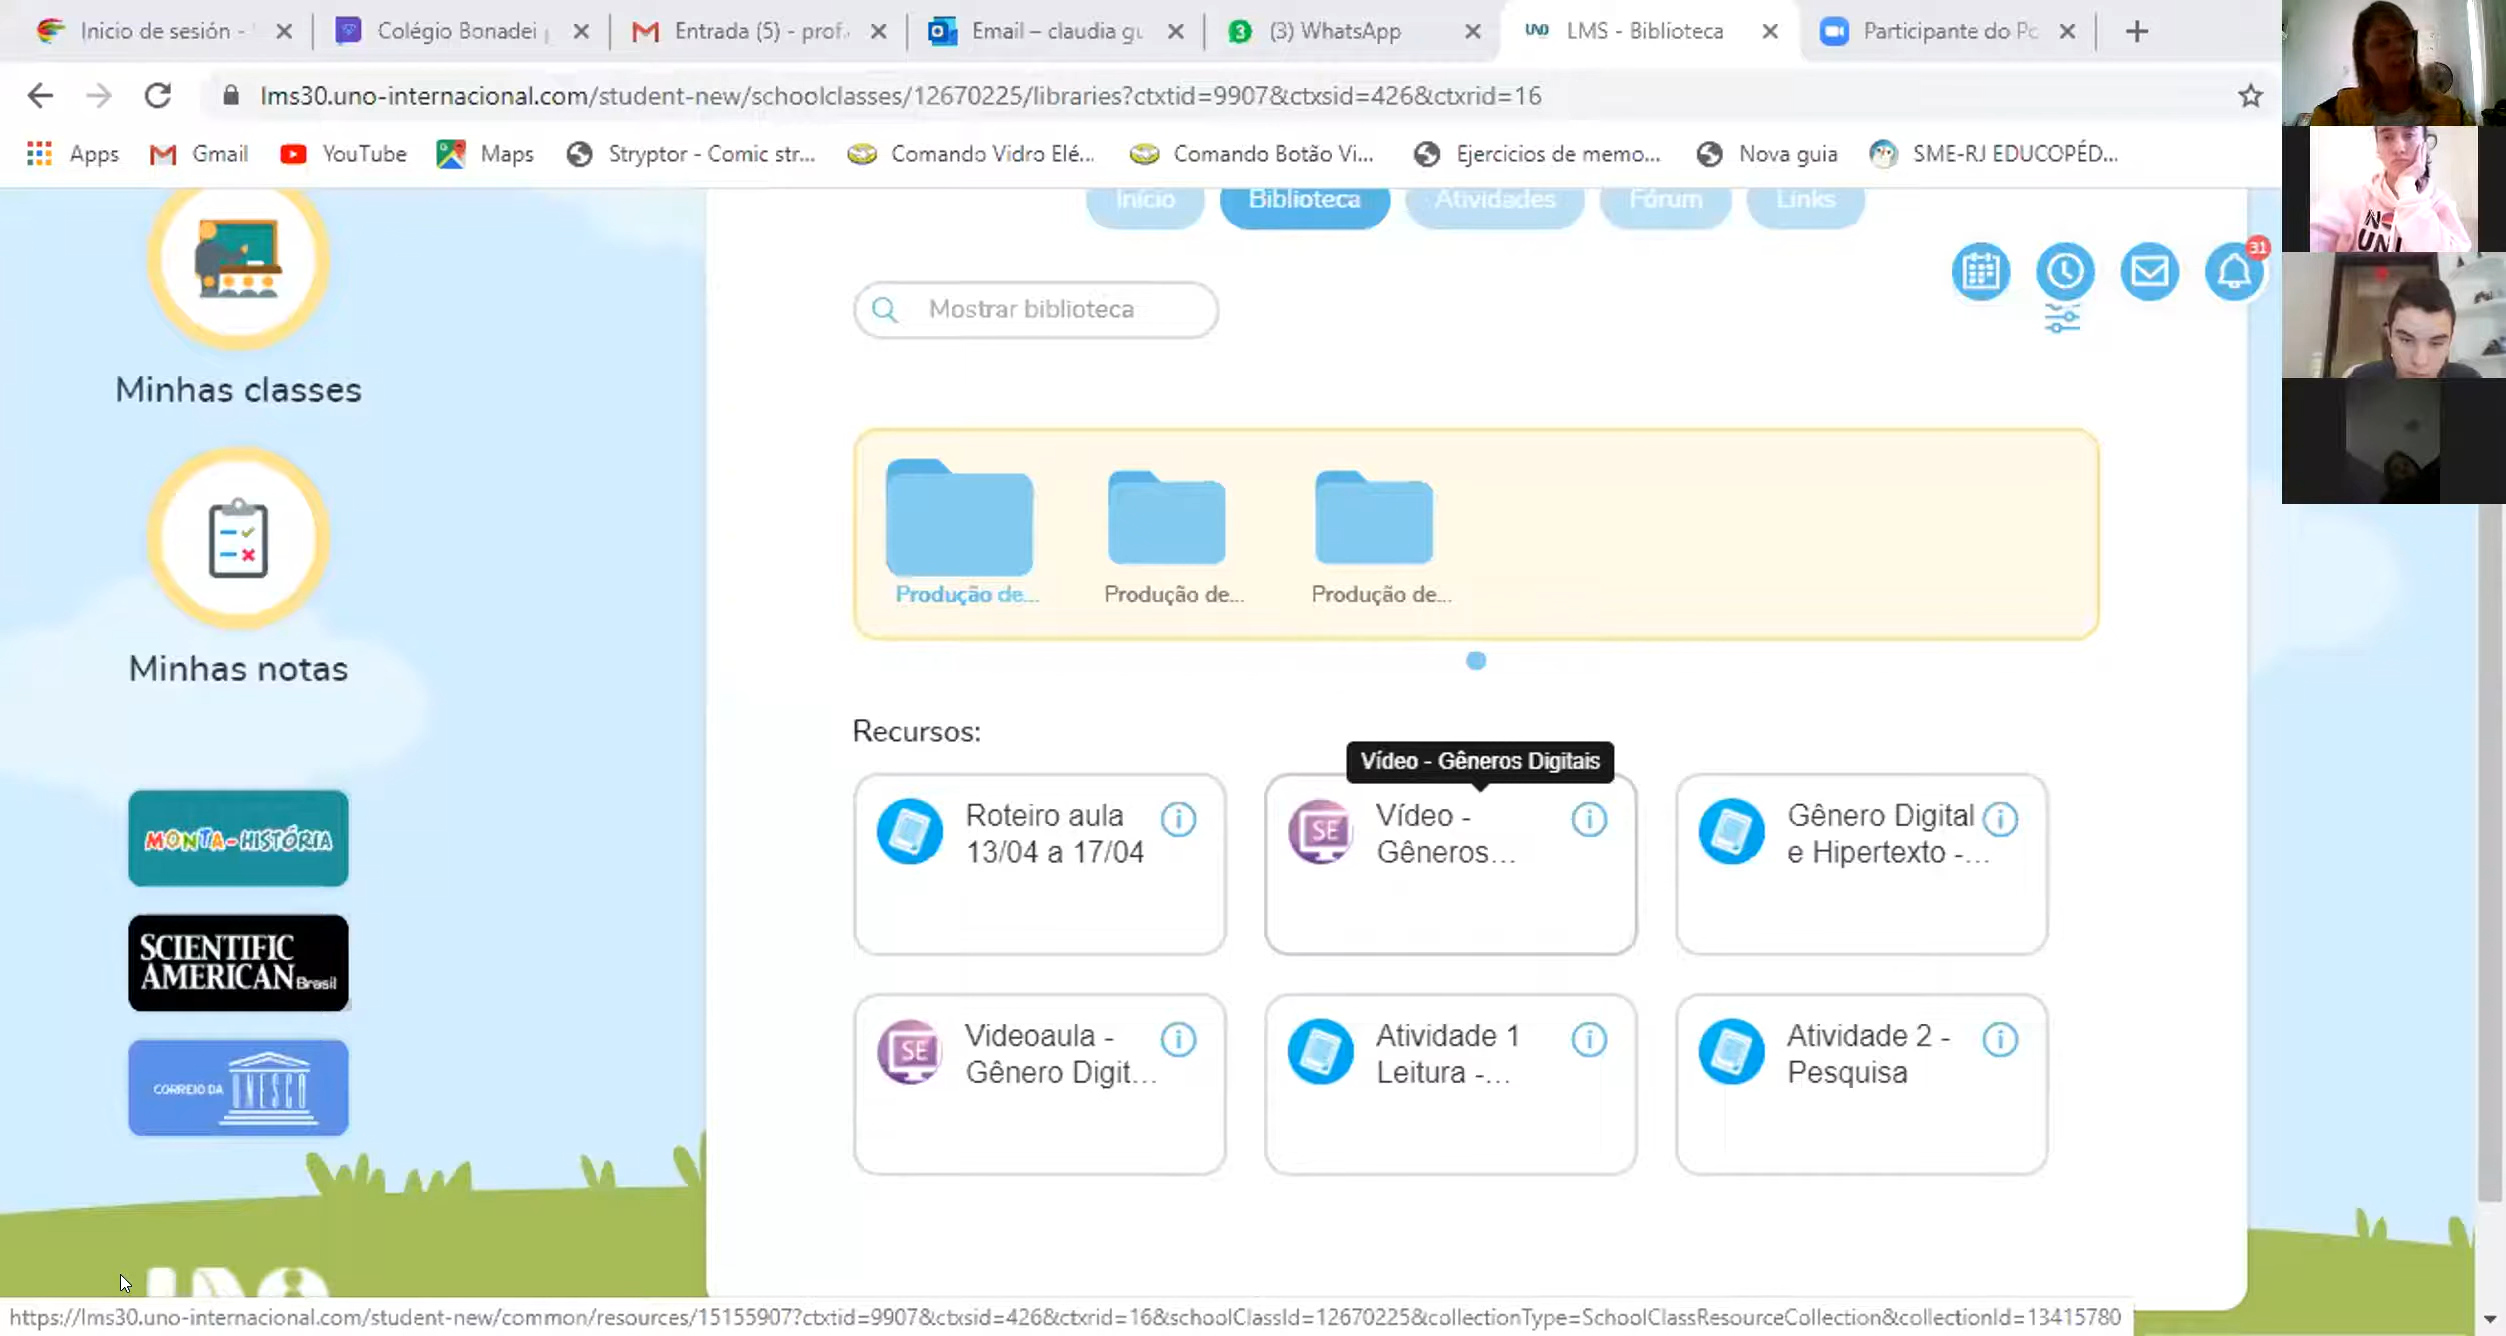 Inicio de sesión -
Colégio Bonadei
Entrada (5) - prof.
Email – claudia gu
(3) WhatsApp
LMS - Biblioteca
Participante do Po
lms30.uno-internacional.com/student-new/schoolclasses/12670225/libraries?ctxtid=9907&ctxsid=426&ctxrid=16
Apps
Gmail
YouTube
Maps
Stryptor - Comic str...
Comando Vidro Elé...
Comando Botão Vi...
Ejercicios de memo...
Nova guia
SME-RJ EDUCOPÉD...
Início
Biblioteca
Atividades
Fórum
Links
31
Mostrar biblioteca
Minhas classes
Minhas notas
Produção de...
Produção de...
Produção de...
Recursos:
Vídeo - Gêneros Digitais
Roteiro aula
13/04 a 17/04
SE
Vídeo -
Gêneros...
Gênero Digital
e Hipertexto -...
SE
Videoaula -
Gênero Digit...
Atividade 1
Leitura -...
Atividade 2 -
Pesquisa
MONTA-HISTÓRIA
SCIENTIFIC
AMERICAN Brasil
CORREIO DA
UNESCO
https://lms30.uno-internacional.com/student-new/common/resources/15155907?ctxtid=9907&ctxsid=426&ctxrid=16&schoolClassId=12670225&collectionType=SchoolClassResourceCollection&collectionId=13415780